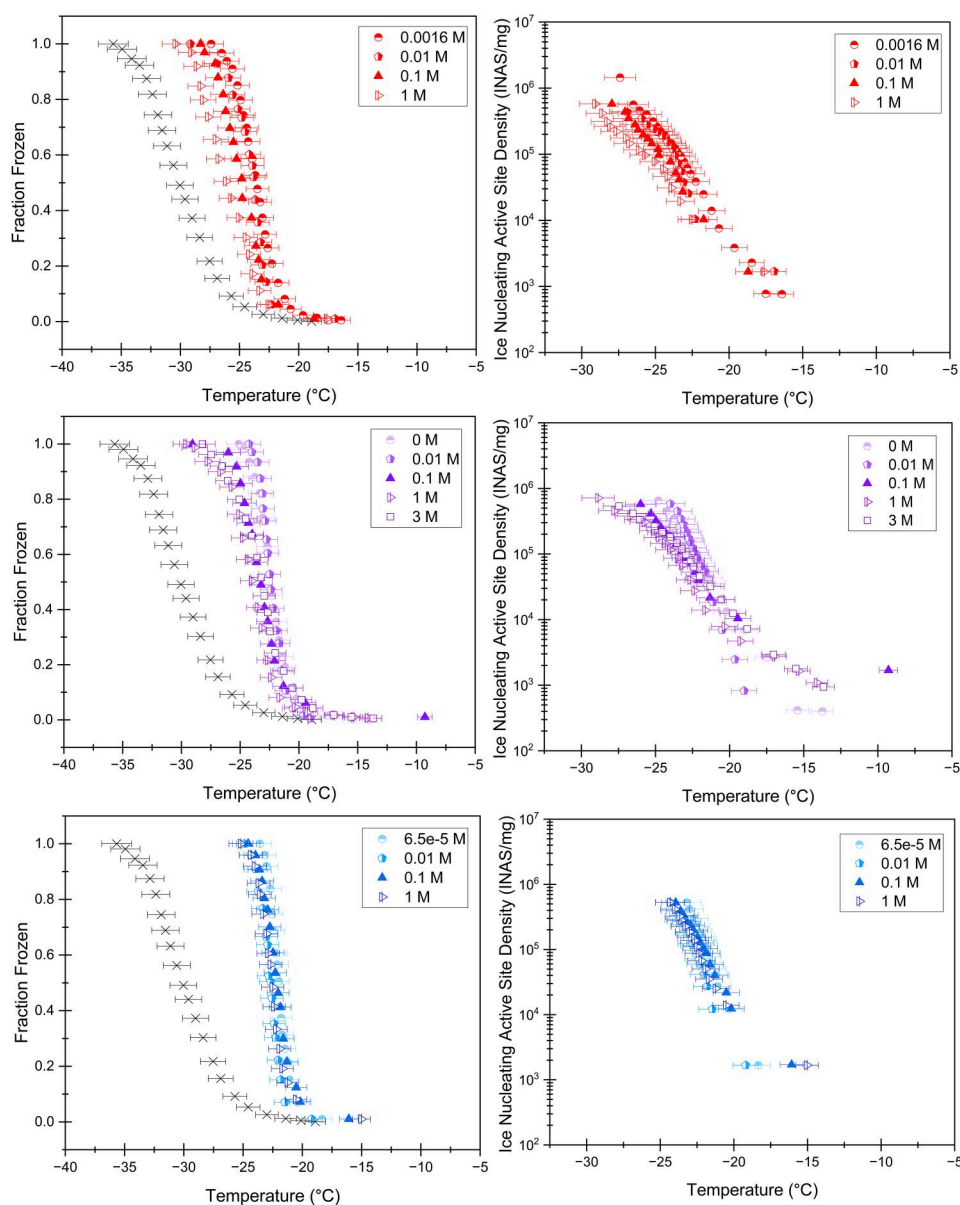 1.0
0.8
0.6
0.4
0.2
0.0
Fraction Frozen
−40 −35 −30 −25 −20 −15 −10 −5
Temperature (°C)
0.0016 M
0.01 M
0.1 M
1 M
10⁷
10⁶
10⁵
10⁴
10³
10²
Ice Nucleating Active Site Density (INAS/mg)
−30 −25 −20 −15 −10 −5
Temperature (°C)
0.0016 M
0.01 M
0.1 M
1 M
1.0
0.8
0.6
0.4
0.2
0.0
Fraction Frozen
−40 −35 −30 −25 −20 −15 −10 −5
Temperature (°C)
0 M
0.01 M
0.1 M
1 M
3 M
10⁷
10⁶
10⁵
10⁴
10³
10²
Ice Nucleating Active Site Density (INAS/mg)
−30 −25 −20 −15 −10 −5
Temperature (°C)
0 M
0.01 M
0.1 M
1 M
3 M
1.0
0.8
0.6
0.4
0.2
0.0
Fraction Frozen
−40 −35 −30 −25 −20 −15 −10 −5
Temperature (°C)
6.5e-5 M
0.01 M
0.1 M
1 M
10⁷
10⁶
10⁵
10⁴
10³
10²
Ice Nucleating Active Site Density (INAS/mg)
−30 −25 −20 −15 −10 −5
Temperature (°C)
6.5e-5 M
0.01 M
0.1 M
1 M